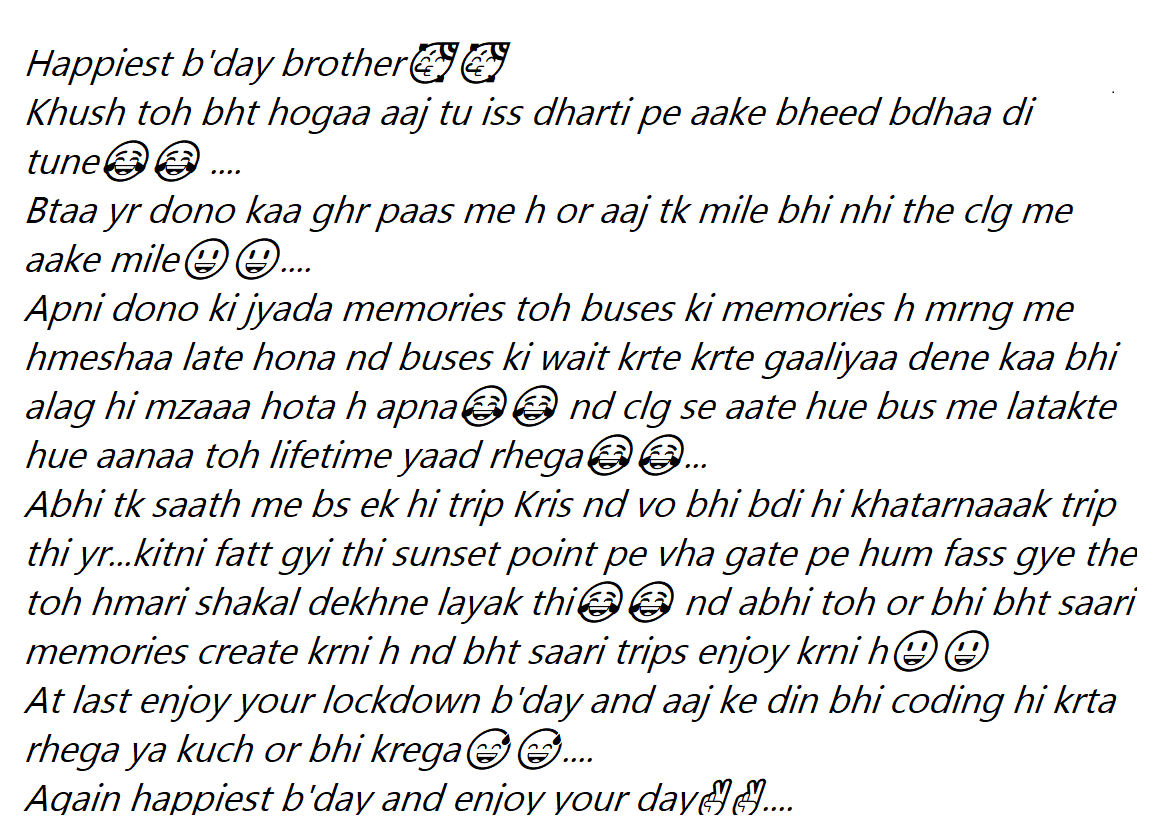 Happiest b'day brother🥳🥳
Khush toh bht hogaa aaj tu iss dharti pe aake bheed bdhaa di
tune😂😂 ....
Btaa yr dono kaa ghr paas me h or aaj tk mile bhi nhi the clg me
aake mile😃😃....
Apni dono ki jyada memories toh buses ki memories h mrng me
hmeshaa late hona nd buses ki wait krte krte gaaliyaa dene kaa bhi
alag hi mzaaa hota h apna😂😂 nd clg se aate hue bus me latakte
hue aanaa toh lifetime yaad rhega😂😂...
Abhi tk saath me bs ek hi trip Kris nd vo bhi bdi hi khatarnaaak trip
thi yr...kitni fatt gyi thi sunset point pe vha gate pe hum fass gye the
toh hmari shakal dekhne layak thi😂😂 nd abhi toh or bhi bht saari
memories create krni h nd bht saari trips enjoy krni h😃😃
At last enjoy your lockdown b'day and aaj ke din bhi coding hi krta
rhega ya kuch or bhi krega😅😅....
Again happiest b'day and enjoy your day✌✌....